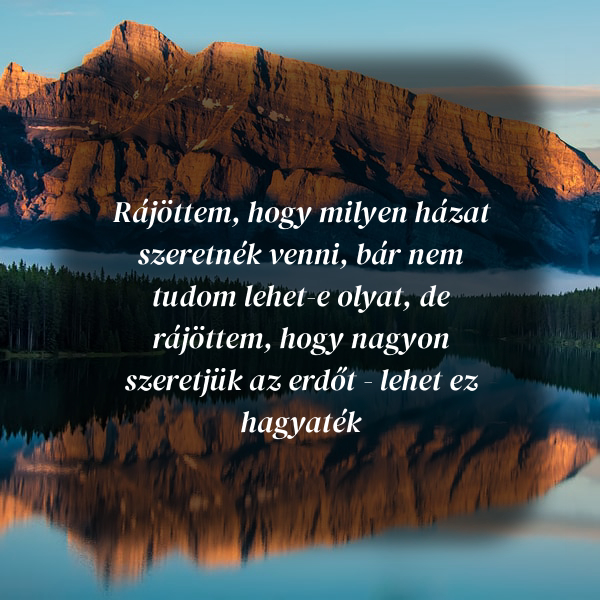 Rájöttem, hogy milyen házat
szeretnék venni, bár nem
tudom lehet-e olyat, de
rájöttem, hogy nagyon
szeretjük az erdőt - lehet ez
hagyaték